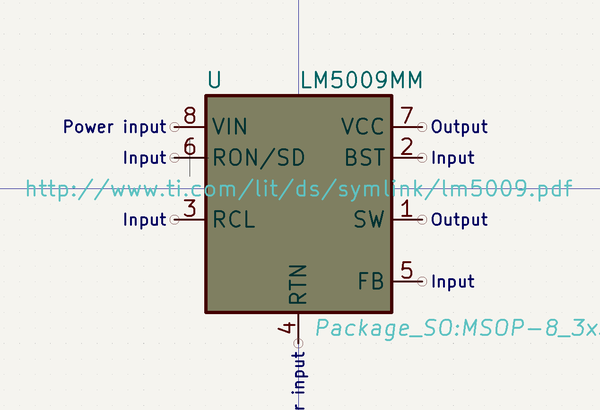 U LM5009MM
Power input 8 VIN VCC 7 Output
Input 6 RON/SD BST 2 Input
http://www.ti.com/lit/ds/symlink/lm5009.pdf
Input 3 RCL SW 1 Output
RTN FB 5 Input
4 Package_SO:MSOP-8_3x
input